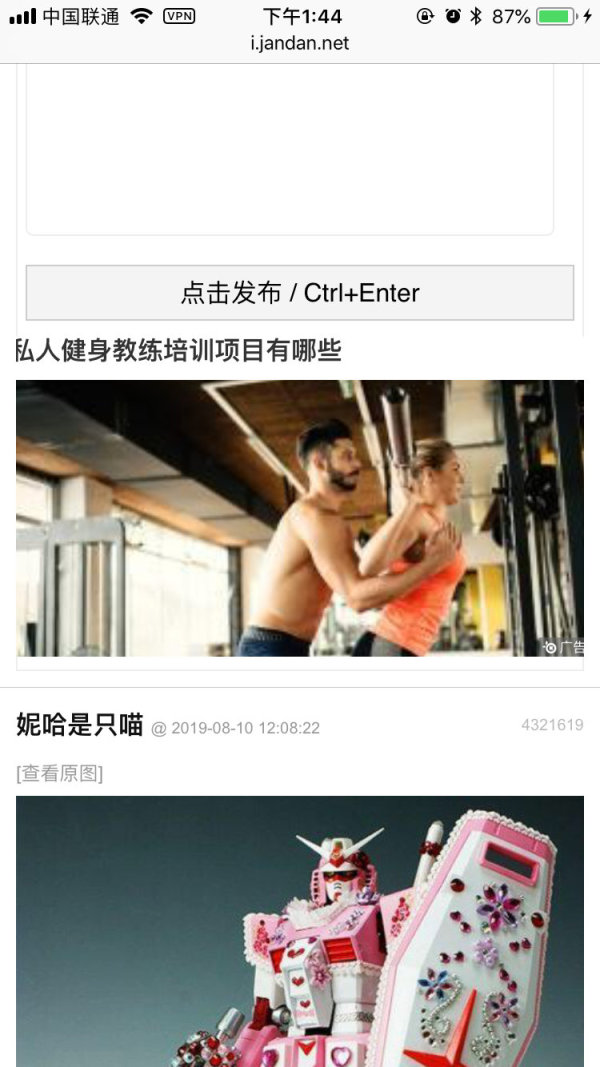 中国联通 VPN 下午1:44 87%
i.jandan.net
点击发布 / Ctrl+Enter
私人健身教练培训项目有哪些
广告
妮哈是只喵 @ 2019-08-10 12:08:22 4321619
[查看原图]